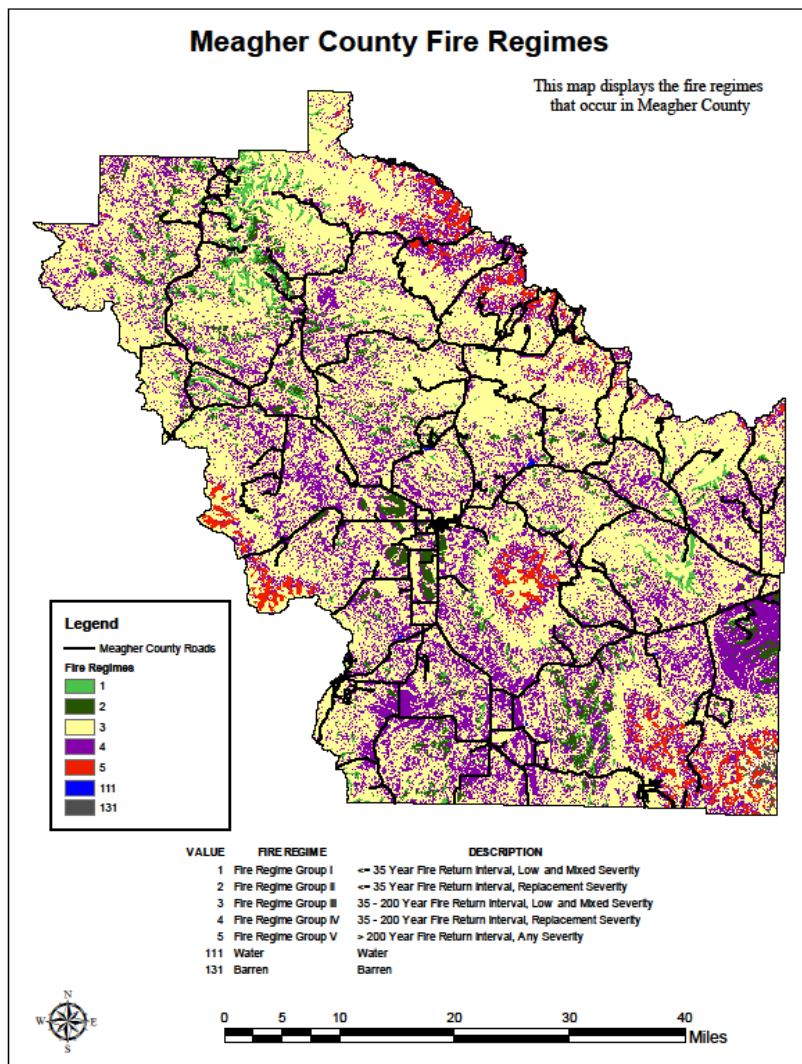 Meagher County Fire Regimes
This map displays the fire regimes
that occur in Meagher County
Legend
Meagher County Roads
Fire Regimes
1
2
3
4
5
111
131
VALUE FIRE REGIME DESCRIPTION
1 Fire Regime Group I <= 35 Year Fire Return Interval, Low and Mixed Severity
2 Fire Regime Group II <= 35 Year Fire Return Interval, Replacement Severity
3 Fire Regime Group III 35 - 200 Year Fire Return Interval, Low and Mixed Severity
4 Fire Regime Group IV 35 - 200 Year Fire Return Interval, Replacement Severity
5 Fire Regime Group V > 200 Year Fire Return Interval, Any Severity
111 Water Water
131 Barren Barren
N
W E
S
0 5 10 20 30 40
Miles